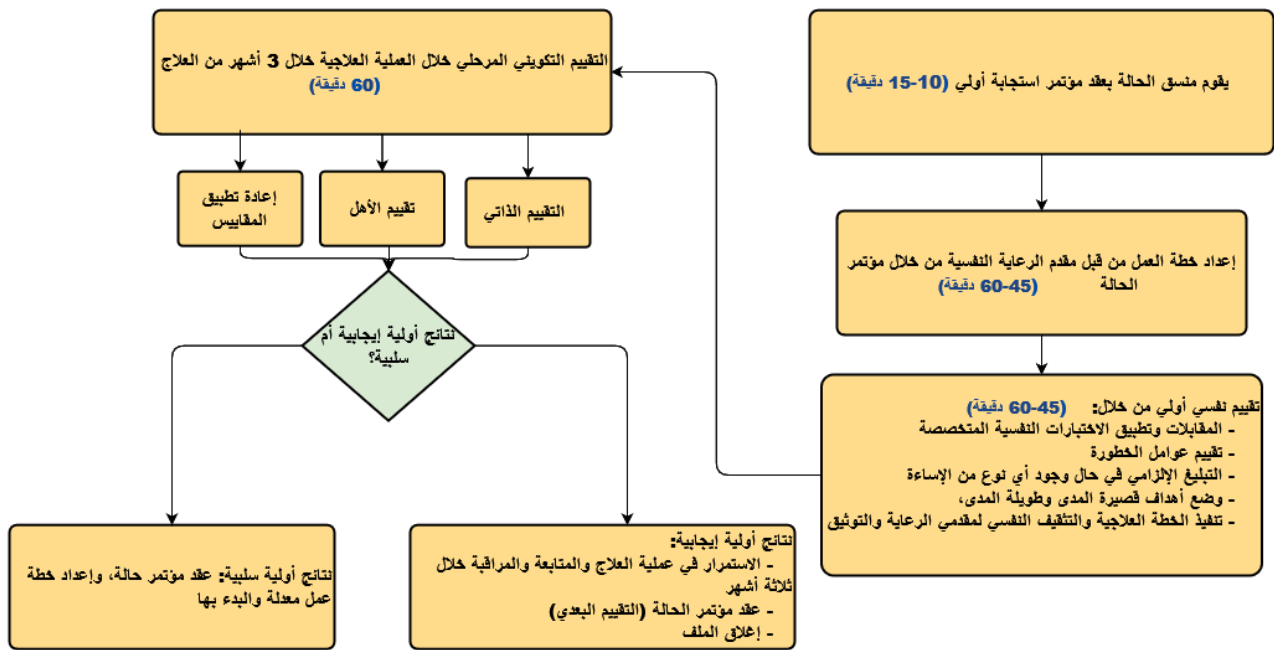 يقوم منسق الحالة بعقد مؤتمر استجابة أولي (10-15 دقيقة)
إعداد خطة العمل من قبل مقدم الرعاية النفسية من خلال مؤتمر
الحالة (45-60 دقيقة)
تقييم نفسي أولي من خلال: (45-60 دقيقة)
- المقابلات وتطبيق الاختبارات النفسية المتخصصة
- تقييم عوامل الخطورة
- التبليغ الإلزامي في حال وجود أي نوع من الإساءة
- وضع أهداف قصيرة المدى وطويلة المدى،
- تنفيذ الخطة العلاجية والتثقيف النفسي لمقدمي الرعاية والتوثيق
التقييم التكويني المرحلي خلال العملية العلاجية خلال 3 أشهر من العلاج
(60 دقيقة)
التقييم الذاتي
تقييم الأهل
إعادة تطبيق
المقاييس
نتائج أولية إيجابية أم
سلبية؟
نتائج أولية إيجابية:
- الاستمرار في عملية العلاج والمتابعة والمراقبة خلال
ثلاثة أشهر
- عقد مؤتمر الحالة (التقييم البعدي)
- إغلاق الملف
نتائج أولية سلبية: عقد مؤتمر حالة، وإعداد خطة
عمل معدلة والبدء بها